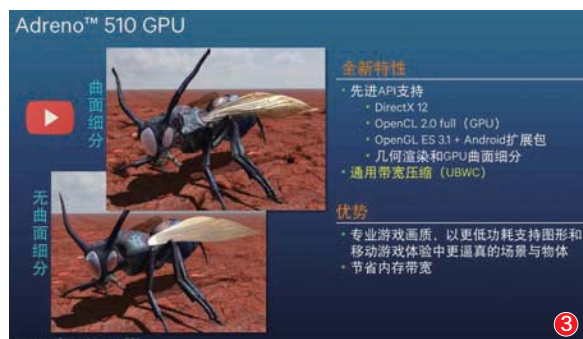 Adreno™ 510 GPU
曲面细分
无曲面细分
全新特性
• 先进API支持
• DirectX 12
• OpenCL 2.0 full（GPU）
• OpenGL ES 3.1 + Android扩展包
• 几何渲染和GPU曲面细分
• 通用带宽压缩（UBWC）
优势
• 专业游戏画质，以更低功耗支持图形和
移动游戏体验中更逼真的场景与物体
• 节省内存带宽
3